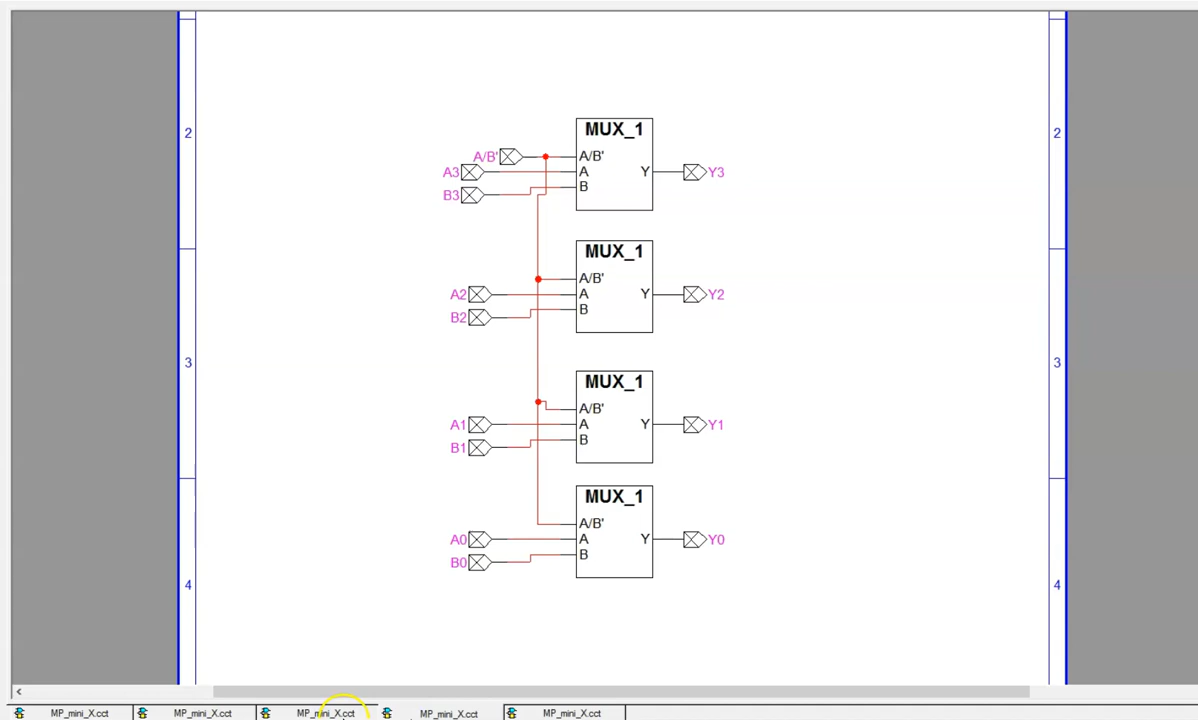 2 2
MUX_1
A/B' A/B'
A3 A Y Y3
B3 B
MUX_1
A/B'
A2 A Y Y2
B2 B
3 3
MUX_1
A/B'
A1 A Y Y1
B1 B
MUX_1
A/B'
A0 A Y Y0
B0 B
4 4
MP_mini_X.cct MP_mini_X.cct MP_mini_X.cct MP_mini_X.cct MP_mini_X.cct